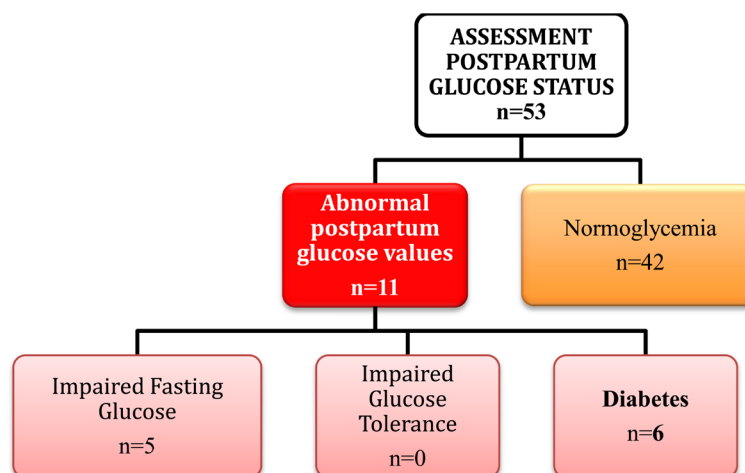 ASSESSMENT
POSTPARTUM
GLUCOSE STATUS
n=53
Abnormal
postpartum
glucose values
n=11
Normoglycemia
n=42
Impaired Fasting
Glucose
n=5
Impaired
Glucose
Tolerance
n=0
Diabetes
n=6